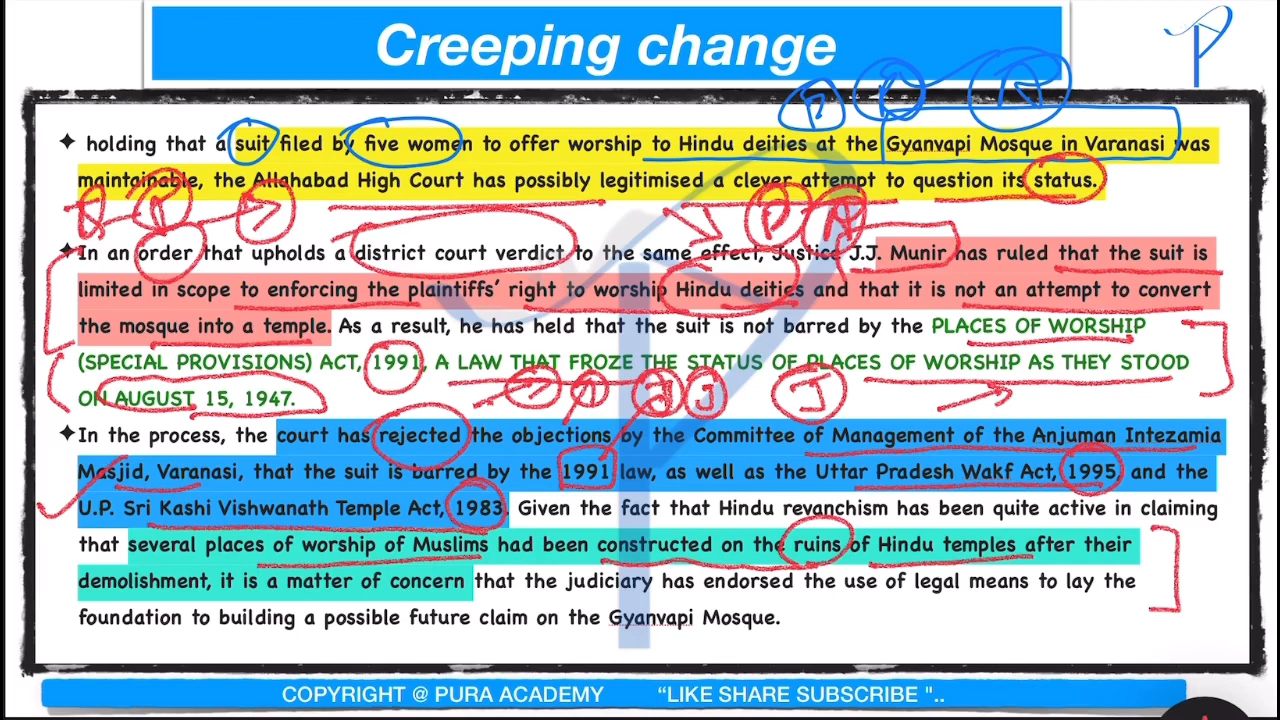 Creeping change
P
✦ holding that a suit filed by five women to offer worship to Hindu deities at the Gyanvapi Mosque in Varanasi was
maintainable, the Allahabad High Court has possibly legitimised a clever attempt to question its status.
✦ In an order that upholds a district court verdict to the same effect, Justice J.J. Munir has ruled that the suit is
limited in scope to enforcing the plaintiffs’ right to worship Hindu deities and that it is not an attempt to convert
the mosque into a temple. As a result, he has held that the suit is not barred by the PLACES OF WORSHIP
(SPECIAL PROVISIONS) ACT, 1991, A LAW THAT FROZE THE STATUS OF PLACES OF WORSHIP AS THEY STOOD
ON AUGUST 15, 1947.
✦ In the process, the court has rejected the objections by the Committee of Management of the Anjuman Intezamia
Masjid, Varanasi, that the suit is barred by the 1991 law, as well as the Uttar Pradesh Wakf Act, 1995, and the
U.P. Sri Kashi Vishwanath Temple Act, 1983. Given the fact that Hindu revanchism has been quite active in claiming
that several places of worship of Muslims had been constructed on the ruins of Hindu temples after their
demolishment, it is a matter of concern that the judiciary has endorsed the use of legal means to lay the
foundation to building a possible future claim on the Gyanvapi Mosque.
COPYRIGHT @ PURA ACADEMY “LIKE SHARE SUBSCRIBE "..